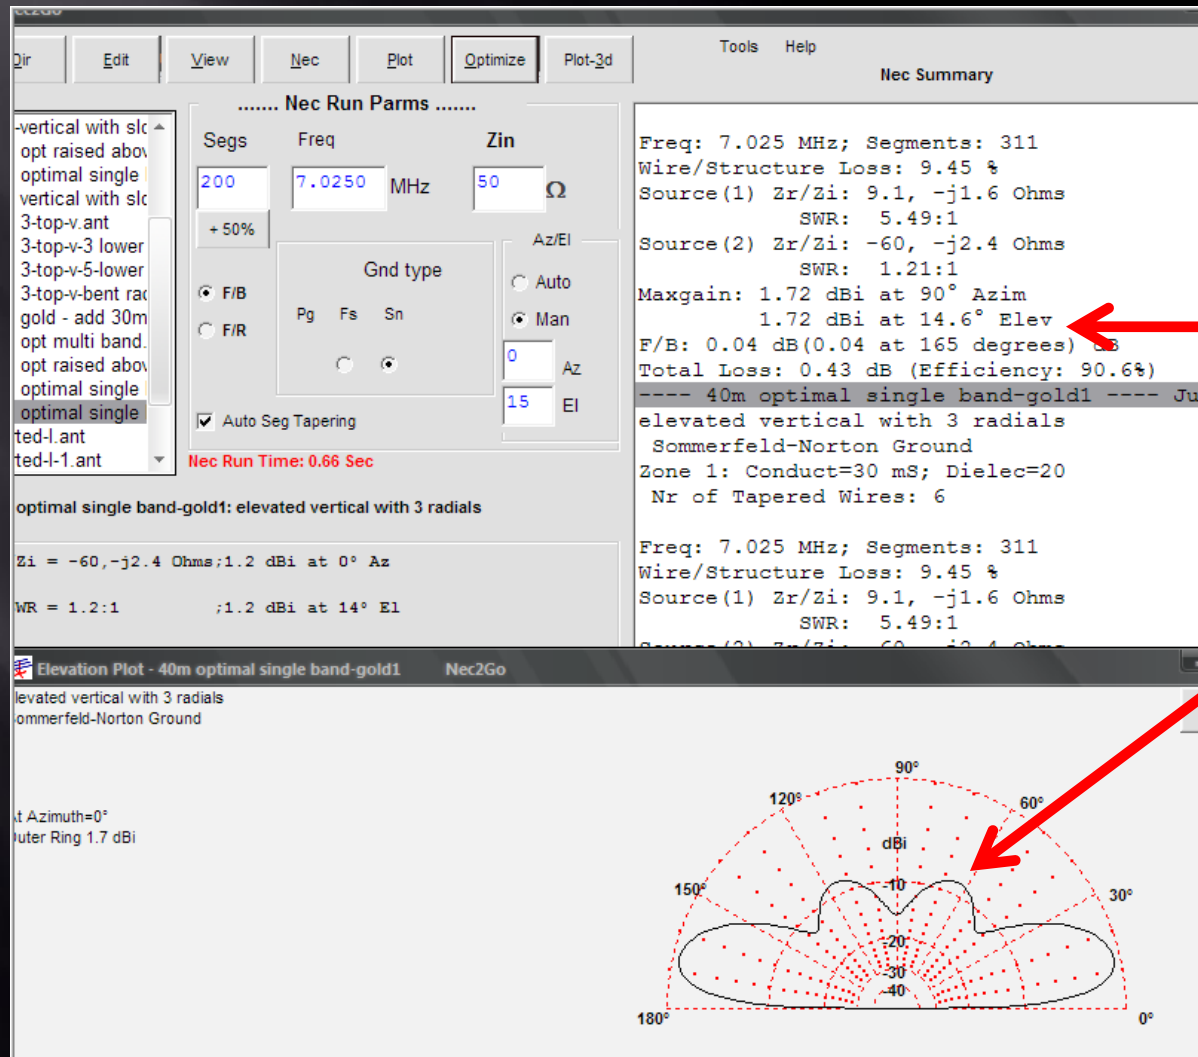 Nec2Go
Dir Edit View Nec Plot Optimize Plot-3d
Tools Help
Nec Summary
....... Nec Run Parms .......
-vertical with slo
opt raised abov
optimal single
vertical with slo
3-top-v.ant
3-top-v-3 lower
3-top-v-5-lower
3-top-v-bent rad
gold - add 30m
opt multi band.
opt raised abov
optimal single
optimal single
ted-l.ant
ted-l-1.ant
Segs Freq Zin
200 7.0250 MHz 50 Ω
+ 50%
F/B
F/R
Gnd type
Pg Fs Sn
Az/El
Auto
Man
0 Az
15 El
Auto Seg Tapering
Nec Run Time: 0.66 Sec
optimal single band-gold1: elevated vertical with 3 radials
Zi = -60,-j2.4 Ohms;1.2 dBi at 0° Az
WR = 1.2:1 ;1.2 dBi at 14° El
Freq: 7.025 MHz; Segments: 311
Wire/Structure Loss: 9.45 %
Source(1) Zr/Zi: 9.1, -j1.6 Ohms
SWR: 5.49:1
Source(2) Zr/Zi: -60, -j2.4 Ohms
SWR: 1.21:1
Maxgain: 1.72 dBi at 90° Azim
1.72 dBi at 14.6° Elev
F/B: 0.04 dB(0.04 at 165 degrees) dB
Total Loss: 0.43 dB (Efficiency: 90.6%)
---- 40m optimal single band-gold1 ---- Ju
elevated vertical with 3 radials
Sommerfeld-Norton Ground
Zone 1: Conduct=30 mS; Dielec=20
Nr of Tapered Wires: 6
Freq: 7.025 MHz; Segments: 311
Wire/Structure Loss: 9.45 %
Source(1) Zr/Zi: 9.1, -j1.6 Ohms
SWR: 5.49:1
Source(2) Zr/Zi: -60, -j2.4 Ohms
Elevation Plot - 40m optimal single band-gold1 Nec2Go
levated vertical with 3 radials
ommerfeld-Norton Ground
At Azimuth=0°
uter Ring 1.7 dBi
90°
120° 60°
dBi
150° -10 30°
-20
-30
-40
180° 0°